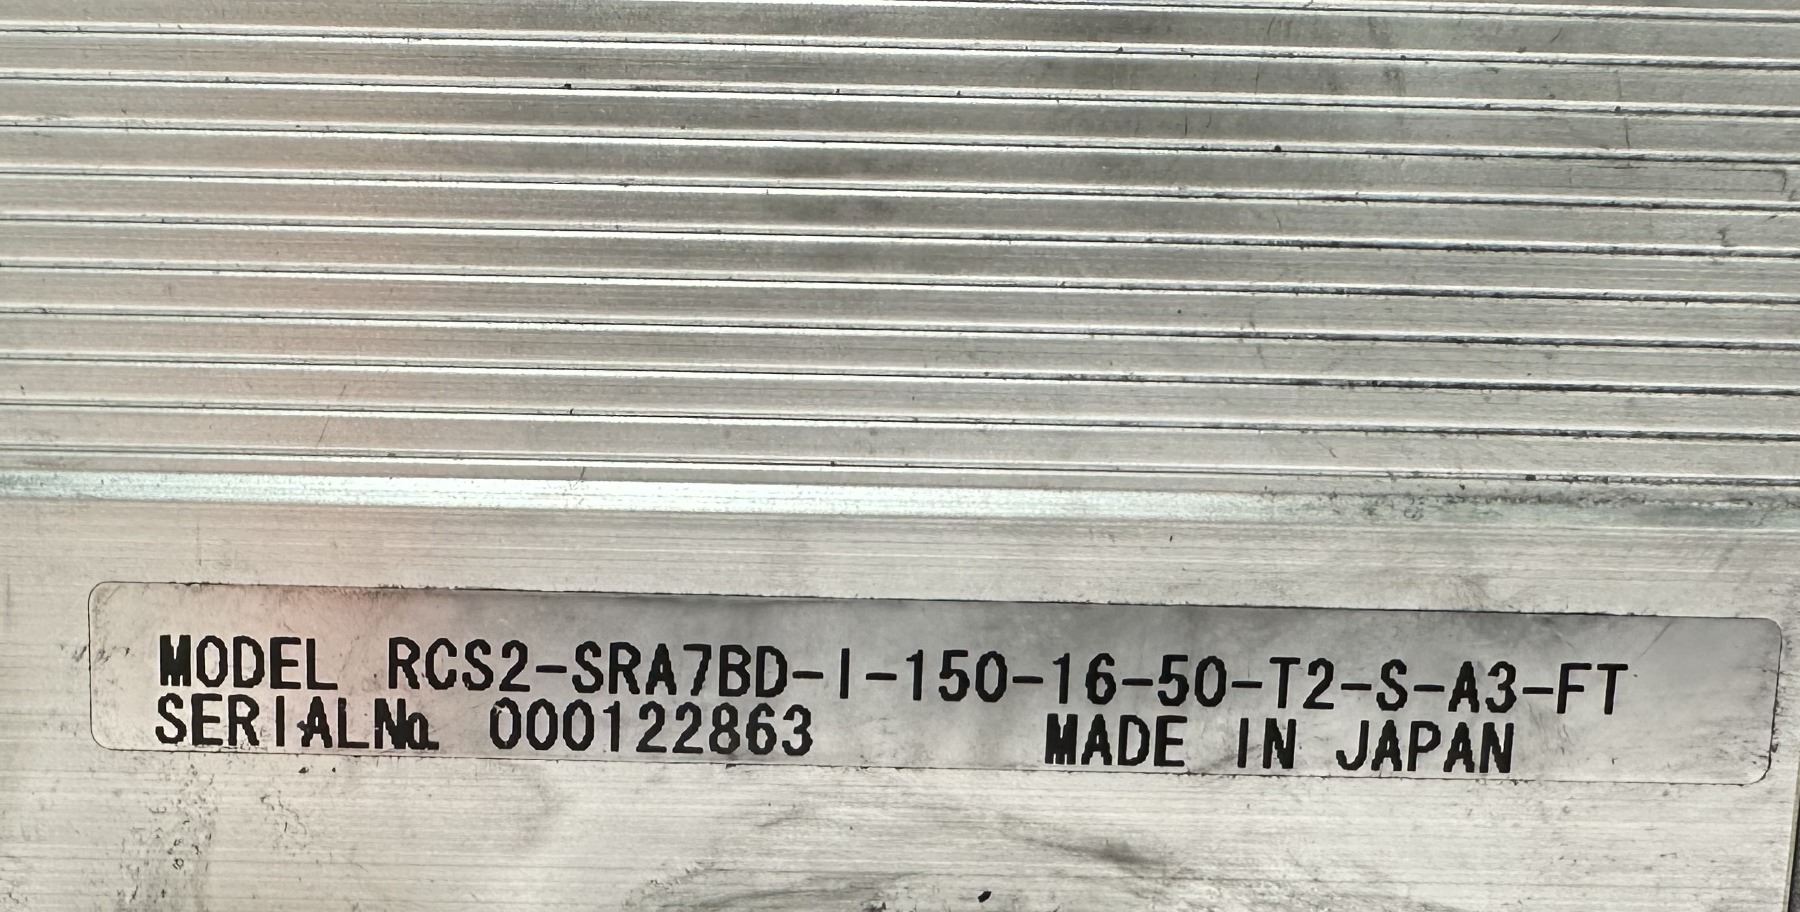 MODEL RCS2-SRA7BD-I-150-16-50-T2-S-A3-FT
SERIAL№ 000122863 MADE IN JAPAN